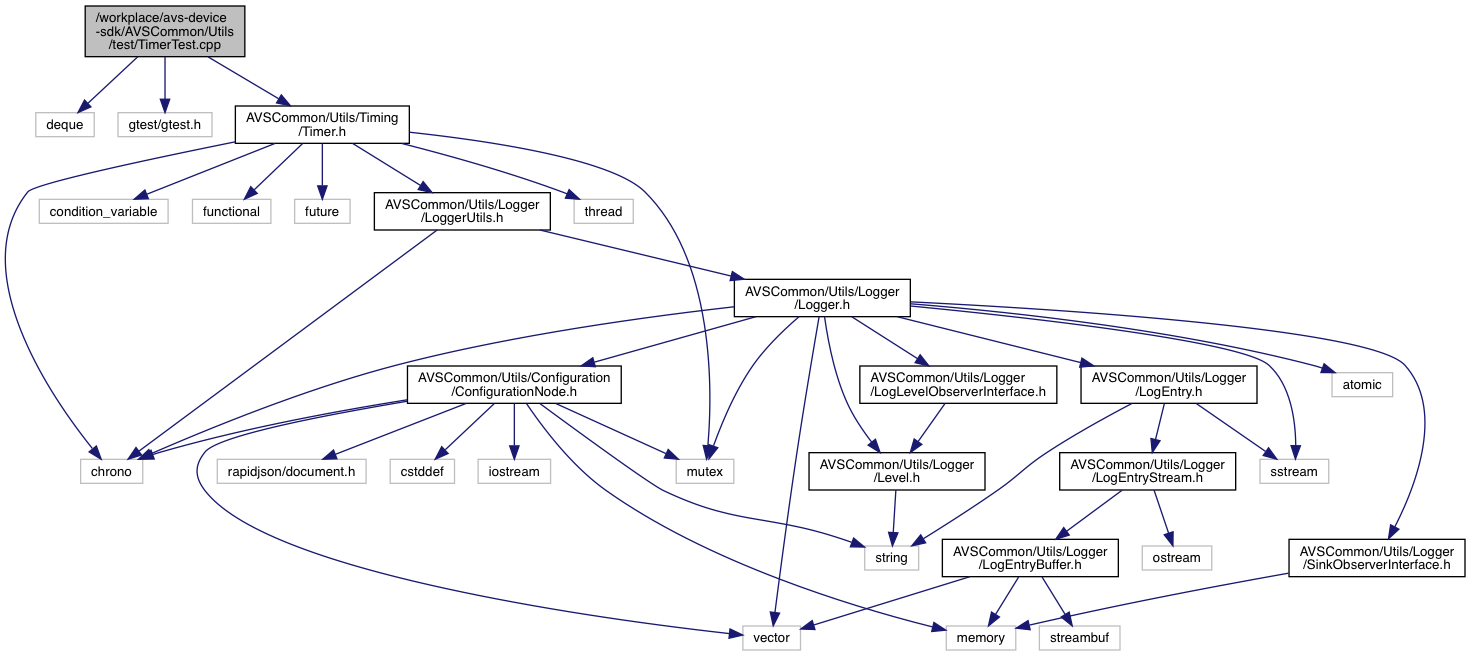 /workplace/avs-device
-sdk/AVSCommon/Utils
/test/TimerTest.cpp
deque
gtest/gtest.h
AVSCommon/Utils/Timing
/Timer.h
condition_variable
functional
future
AVSCommon/Utils/Logger
/LoggerUtils.h
thread
AVSCommon/Utils/Logger
/Logger.h
AVSCommon/Utils/Configuration
/ConfigurationNode.h
AVSCommon/Utils/Logger
/LogLevelObserverInterface.h
AVSCommon/Utils/Logger
/LogEntry.h
atomic
chrono
rapidjson/document.h
cstddef
iostream
mutex
AVSCommon/Utils/Logger
/Level.h
AVSCommon/Utils/Logger
/LogEntryStream.h
sstream
string
AVSCommon/Utils/Logger
/LogEntryBuffer.h
ostream
AVSCommon/Utils/Logger
/SinkObserverInterface.h
vector
memory
streambuf